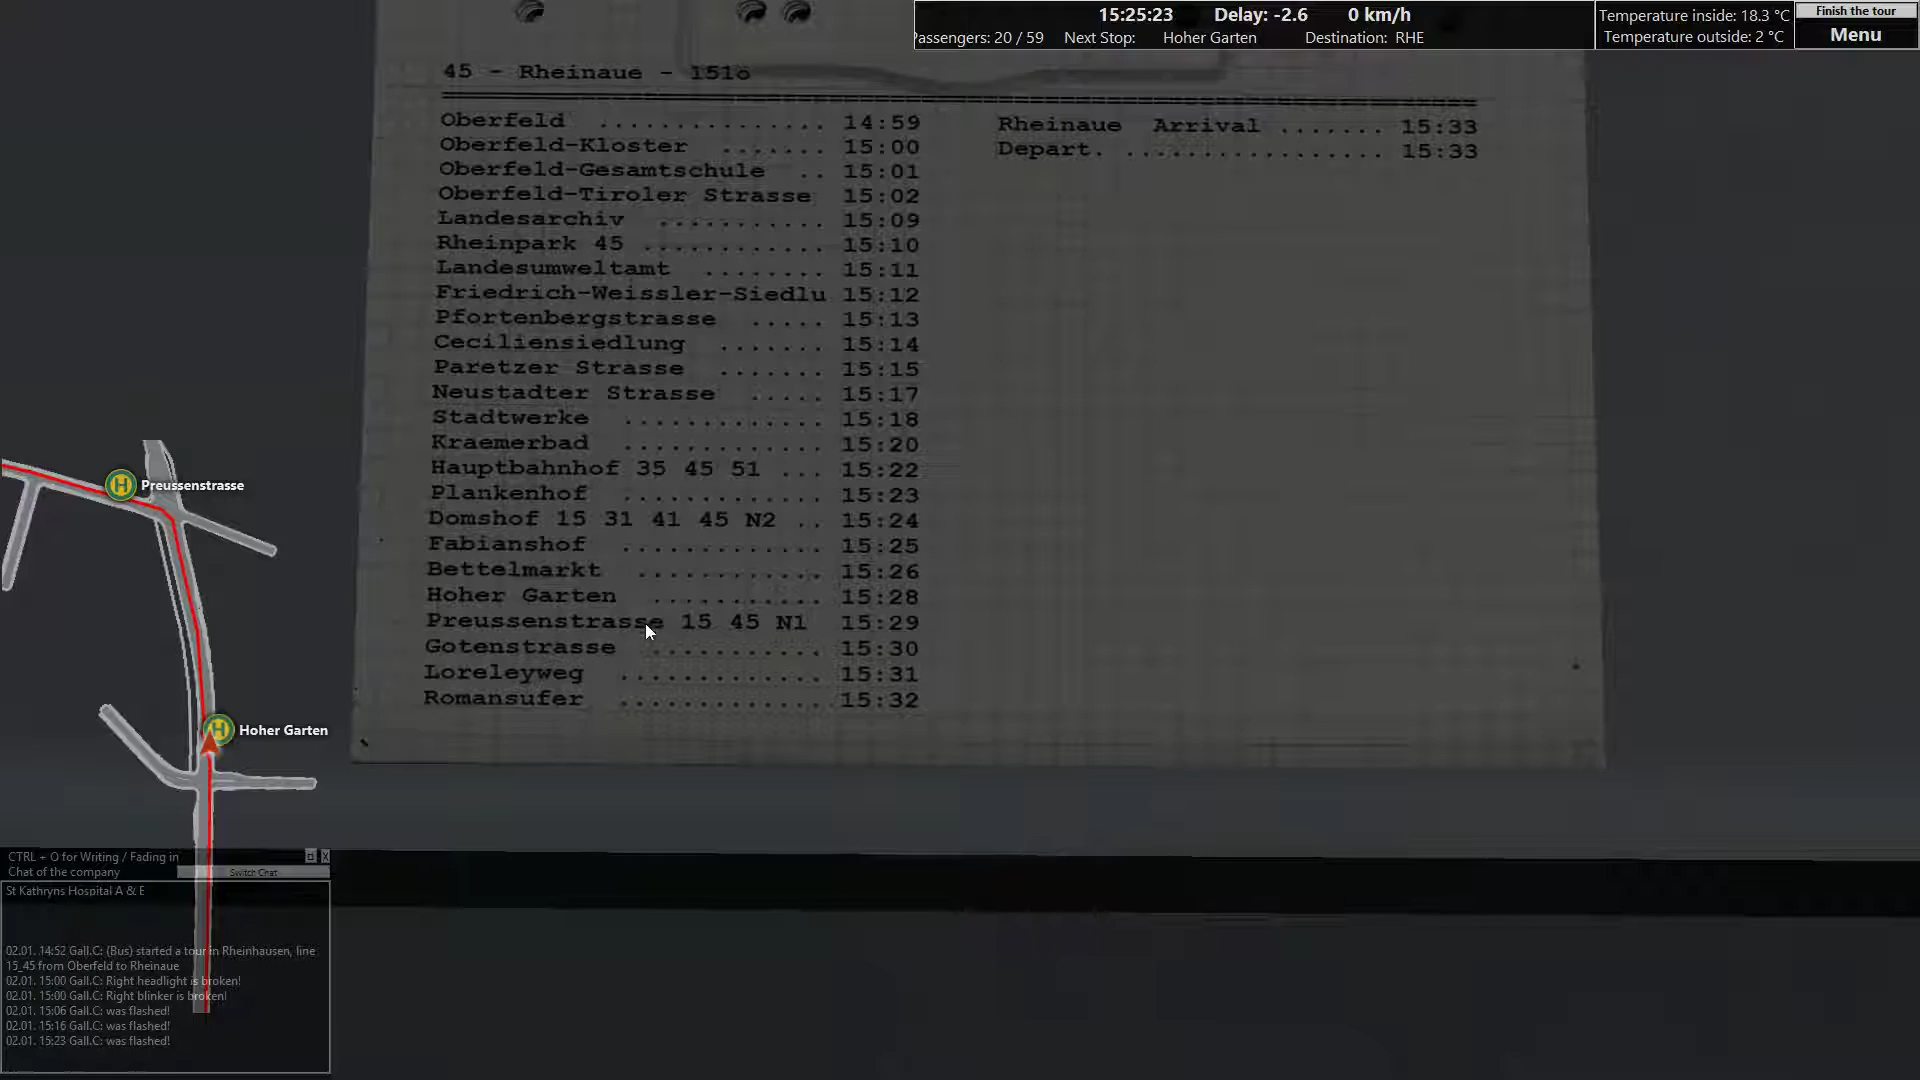 15:25:23 Delay: -2.6 0 km/h
Passengers: 20 / 59 Next Stop: Hoher Garten Destination: RHE
Temperature inside: 18.3 °C
Temperature outside: 2 °C
Finish the tour
Menu
45 - Rheinaue - 151o
Oberfeld ............... 14:59
Oberfeld-Kloster ....... 15:00
Oberfeld-Gesamtschule .. 15:01
Oberfeld-Tiroler Strasse 15:02
Landesarchiv ........... 15:09
Rheinpark 45 ............ 15:10
Landesumweltamt ........ 15:11
Friedrich-Weissler-Siedlu 15:12
Pfortenbergstrasse ..... 15:13
Ceciliensiedlung ....... 15:14
Paretzer Strasse ....... 15:15
Neustadter Strasse ..... 15:17
Stadtwerke ............. 15:18
Kraemerbad ............. 15:20
Hauptbahnhof 35 45 51 ... 15:22
Plankenhof ............. 15:23
Domshof 15 31 41 45 N2 .. 15:24
Fabianshof ............. 15:25
Bettelmarkt ............ 15:26
Hoher Garten ........... 15:28
Preussenstrasse 15 45 N1 15:29
Gotenstrasse ........... 15:30
Loreleyweg ............. 15:31
Romansufer ............. 15:32
Rheinaue Arrival ....... 15:33
Depart. ................. 15:33
Preussenstrasse
Hoher Garten
CTRL + O for Writing / Fading in
Chat of the company
Switch Chat
St Kathryns Hospital A & E
02.01. 14:52 Gall.C: (Bus) started a tour in Rheinhausen, line
15_45 from Oberfeld to Rheinaue
02.01. 15:00 Gall.C: Right headlight is broken!
02.01. 15:00 Gall.C: Right blinker is broken!
02.01. 15:06 Gall.C: was flashed!
02.01. 15:16 Gall.C: was flashed!
02.01. 15:23 Gall.C: was flashed!